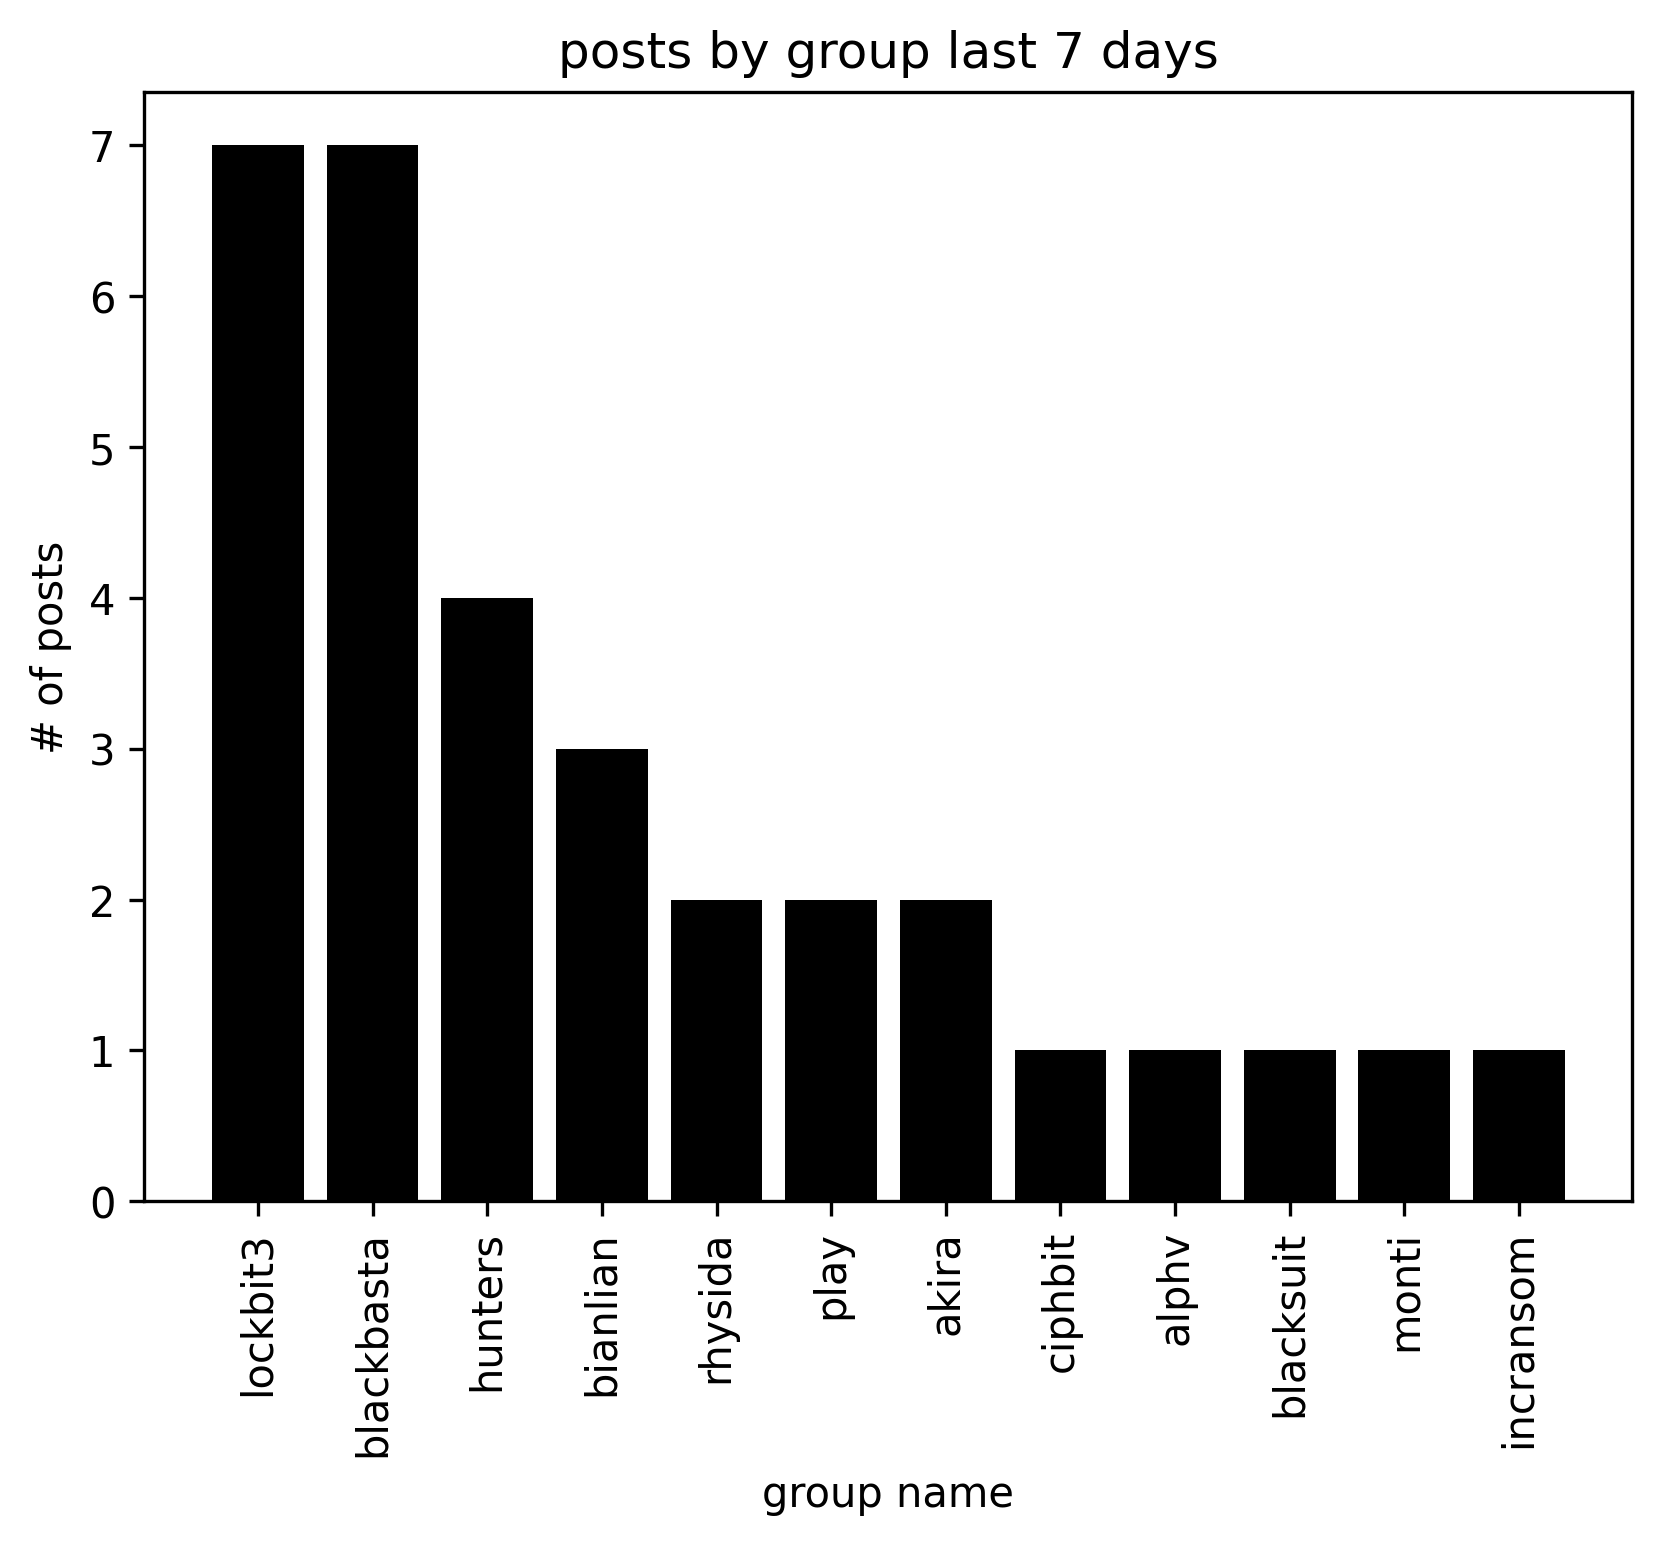 posts by group last 7 days
# of posts
7
6
5
4
3
2
1
0
lockbit3
blackbasta
hunters
bianlian
rhysida
play
akira
ciphbit
alphv
blacksuit
monti
incransom
group name